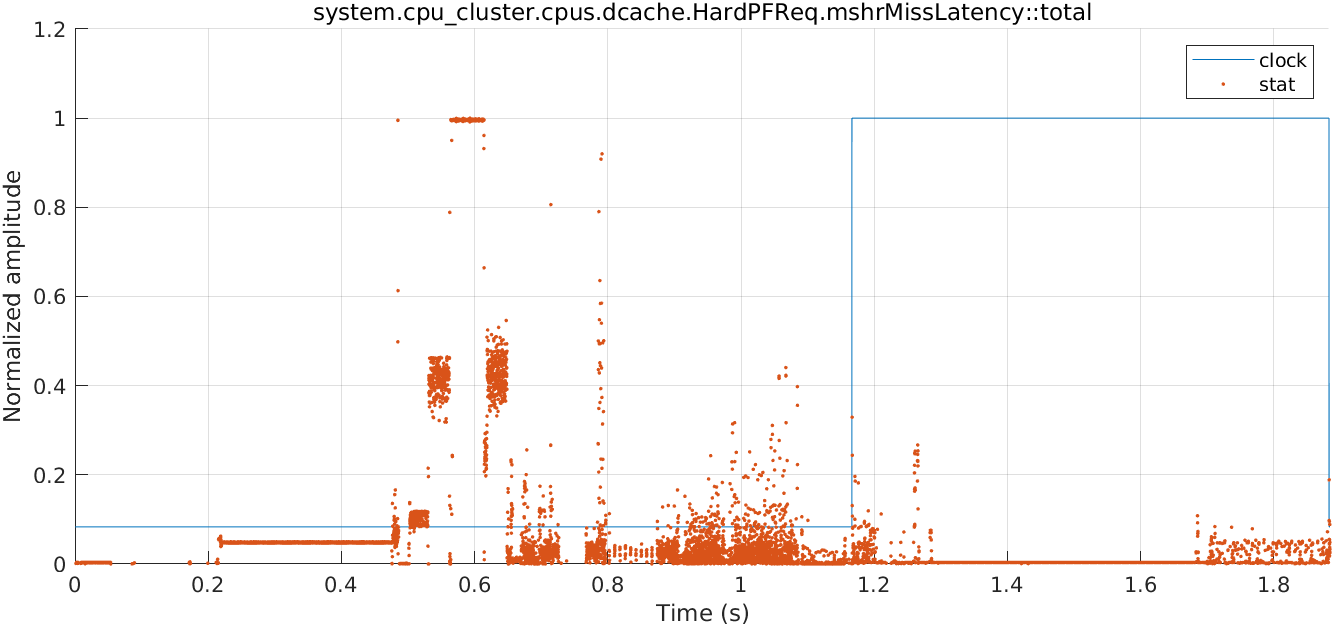 system.cpu_cluster.cpus.dcache.HardPFReq.mshrMissLatency::total
1.2
1
0.8
0.6
0.4
0.2
0
Normalized amplitude
clock
stat
0 0.2 0.4 0.6 0.8 1 1.2 1.4 1.6 1.8
Time (s)